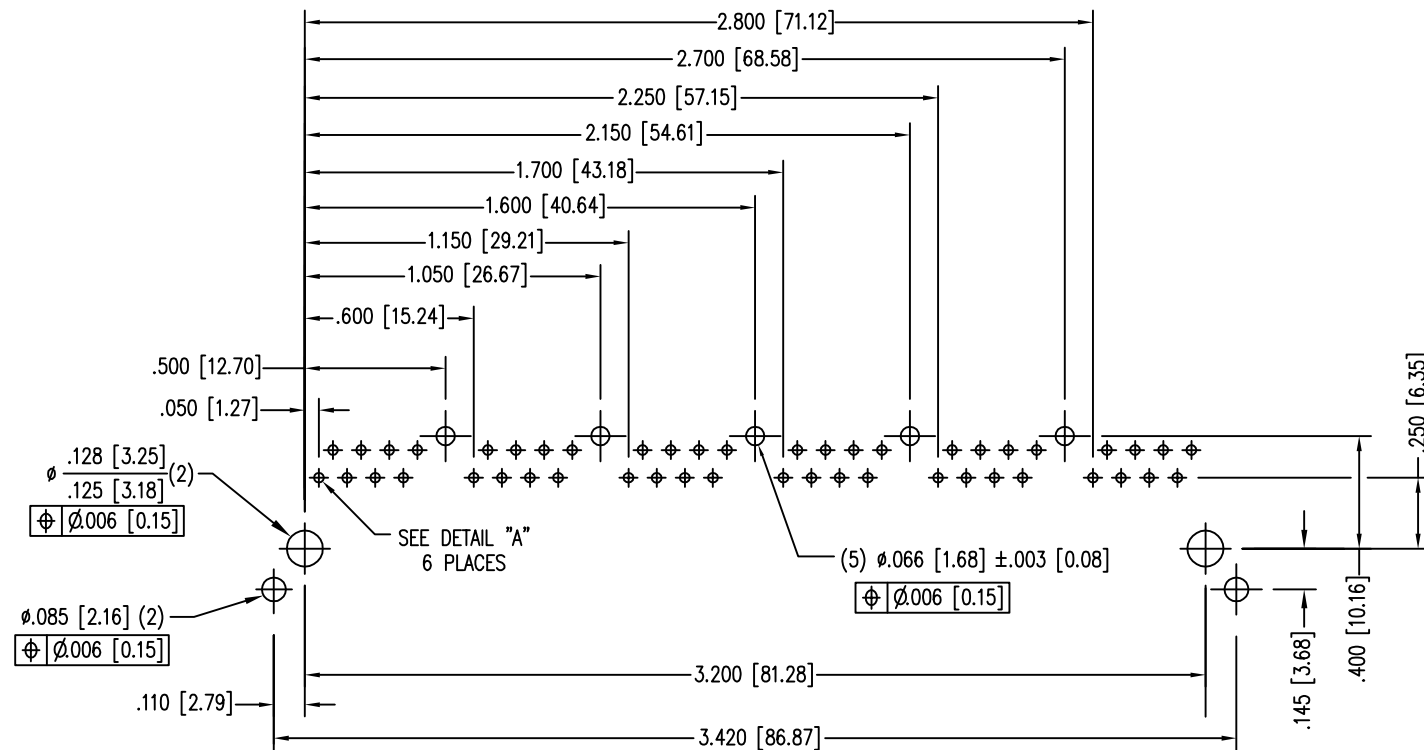 2.800 [71.12]
2.700 [68.58]
2.250 [57.15]
2.150 [54.61]
1.700 [43.18]
1.600 [40.64]
1.150 [29.21]
1.050 [26.67]
.600 [15.24]
.500 [12.70]
.050 [1.27]
.250 [6.35]
ø .128 [3.25]
.125 [3.18] (2)
⌖ Ø.006 [0.15]
SEE DETAIL "A"
6 PLACES
(5) ø.066 [1.68] ±.003 [0.08]
⌖ Ø.006 [0.15]
ø.085 [2.16] (2)
⌖ Ø.006 [0.15]
.400 [10.16]
.145 [3.68]
3.200 [81.28]
.110 [2.79]
3.420 [86.87]